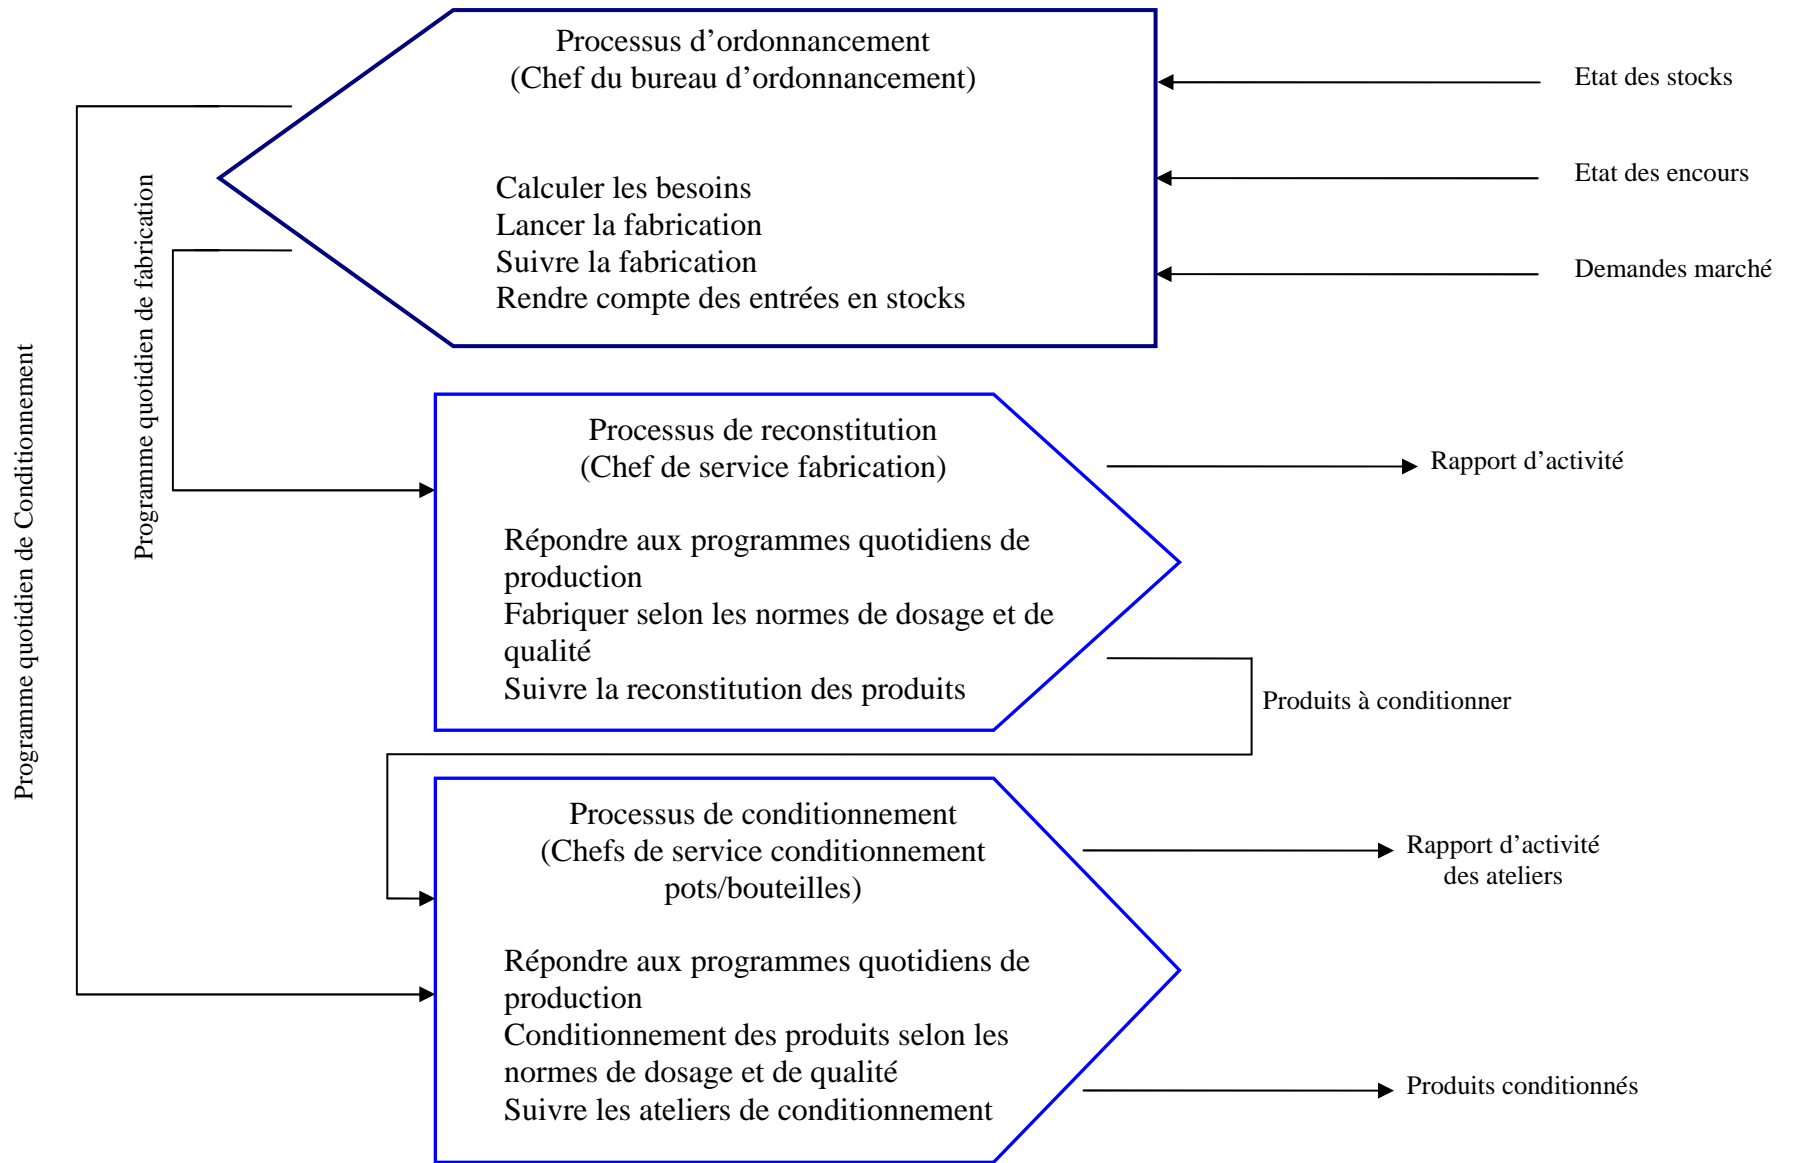 Processus d’ordonnancement
(Chef du bureau d’ordonnancement)
Calculer les besoins
Lancer la fabrication
Suivre la fabrication
Rendre compte des entrées en stocks
Etat des stocks
Etat des encours
Demandes marché
Programme quotidien de Conditionnement
Programme quotidien de fabrication
Processus de reconstitution
(Chef de service fabrication)
Répondre aux programmes quotidiens de
production
Fabriquer selon les normes de dosage et de
qualité
Suivre la reconstitution des produits
Rapport d’activité
Produits à conditionner
Processus de conditionnement
(Chefs de service conditionnement
pots/bouteilles)
Répondre aux programmes quotidiens de
production
Conditionnement des produits selon les
normes de dosage et de qualité
Suivre les ateliers de conditionnement
Rapport d’activité
des ateliers
Produits conditionnés